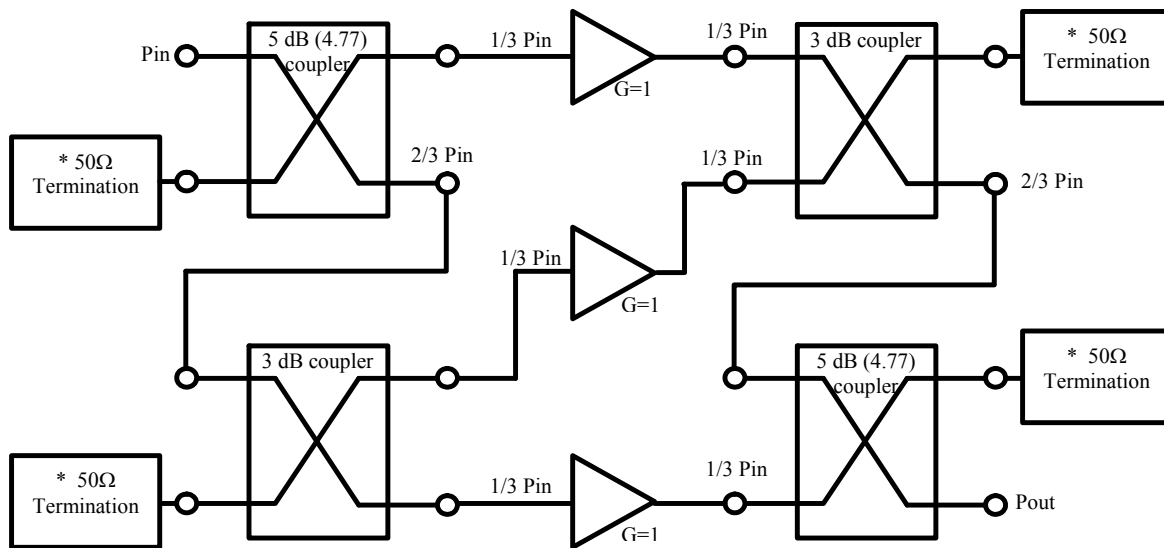 5 dB (4.77)
coupler
Pin
* 50Ω
Termination
2/3 Pin
1/3 Pin
G=1
1/3 Pin
3 dB coupler
* 50Ω
Termination
1/3 Pin
2/3 Pin
1/3 Pin
G=1
3 dB coupler
* 50Ω
Termination
1/3 Pin
G=1
1/3 Pin
5 dB (4.77)
coupler
* 50Ω
Termination
Pout